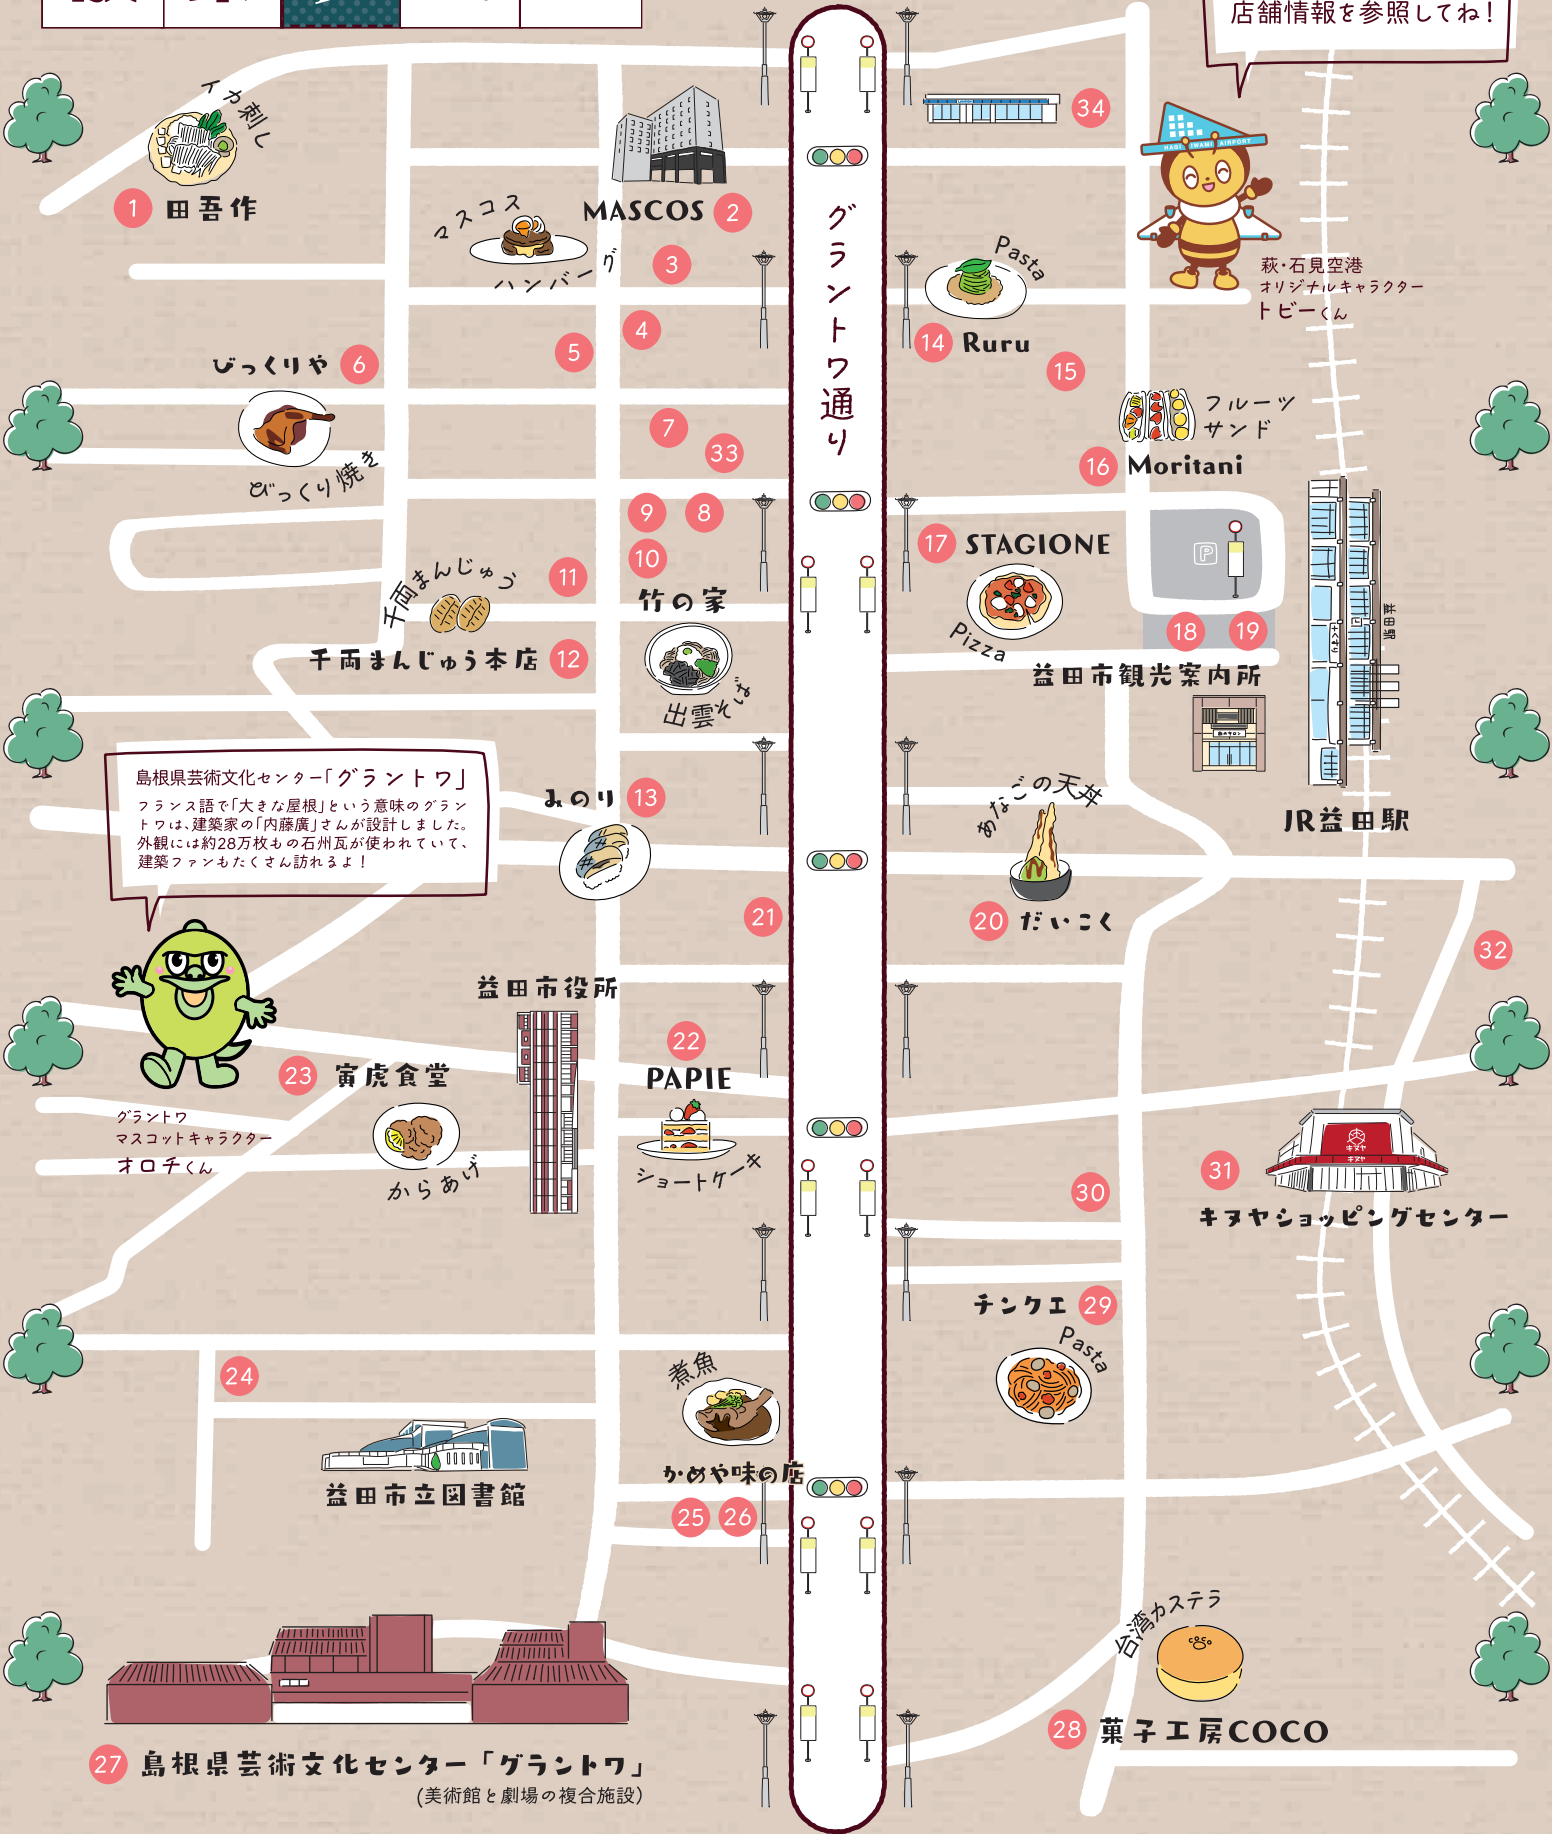 店舗情報を参照してね!
イカ刺し
1 田吾作
マスコス
ハンバーグ
MASCOS 2
3
4
5
びっくりや 6
びっくり焼き
7
33
9 8
10
11
千両まんじゅう
千両まんじゅう本店 12
竹の家
出雲そば
グラントワ通り
34
HAGI IWAMI AIRPORT
萩・石見空港
オリジナルキャラクター
トビーくん
Pasta
14 Ruru
15
フルーツ
サンド
16 Moritani
17 STAGIONE
Pizza
P
18 19
益田市観光案内所
益田駅
JR益田駅
島根県芸術文化センター「グラントワ」
フランス語で「大きな屋根」という意味のグラン
トワは、建築家の「内藤廣」さんが設計しました。
外観には約28万枚もの石州瓦が使われていて、
建築ファンもたくさん訪れるよ!
みのり 13
あなごの天丼
20 だいこく
21
32
益田市役所
22
PAPIE
ショートケーキ
23 寅虎食堂
からあげ
グラントワ
マスコットキャラクター
オロチくん
30
31
キヌヤ
キヌヤ
キヌヤショッピングセンター
チンクエ 29
Pasta
24
益田市立図書館
煮魚
かめや味の店
25 26
台湾カステラ
28 菓子工房COCO
27 島根県芸術文化センター「グラントワ」
(美術館と劇場の複合施設)